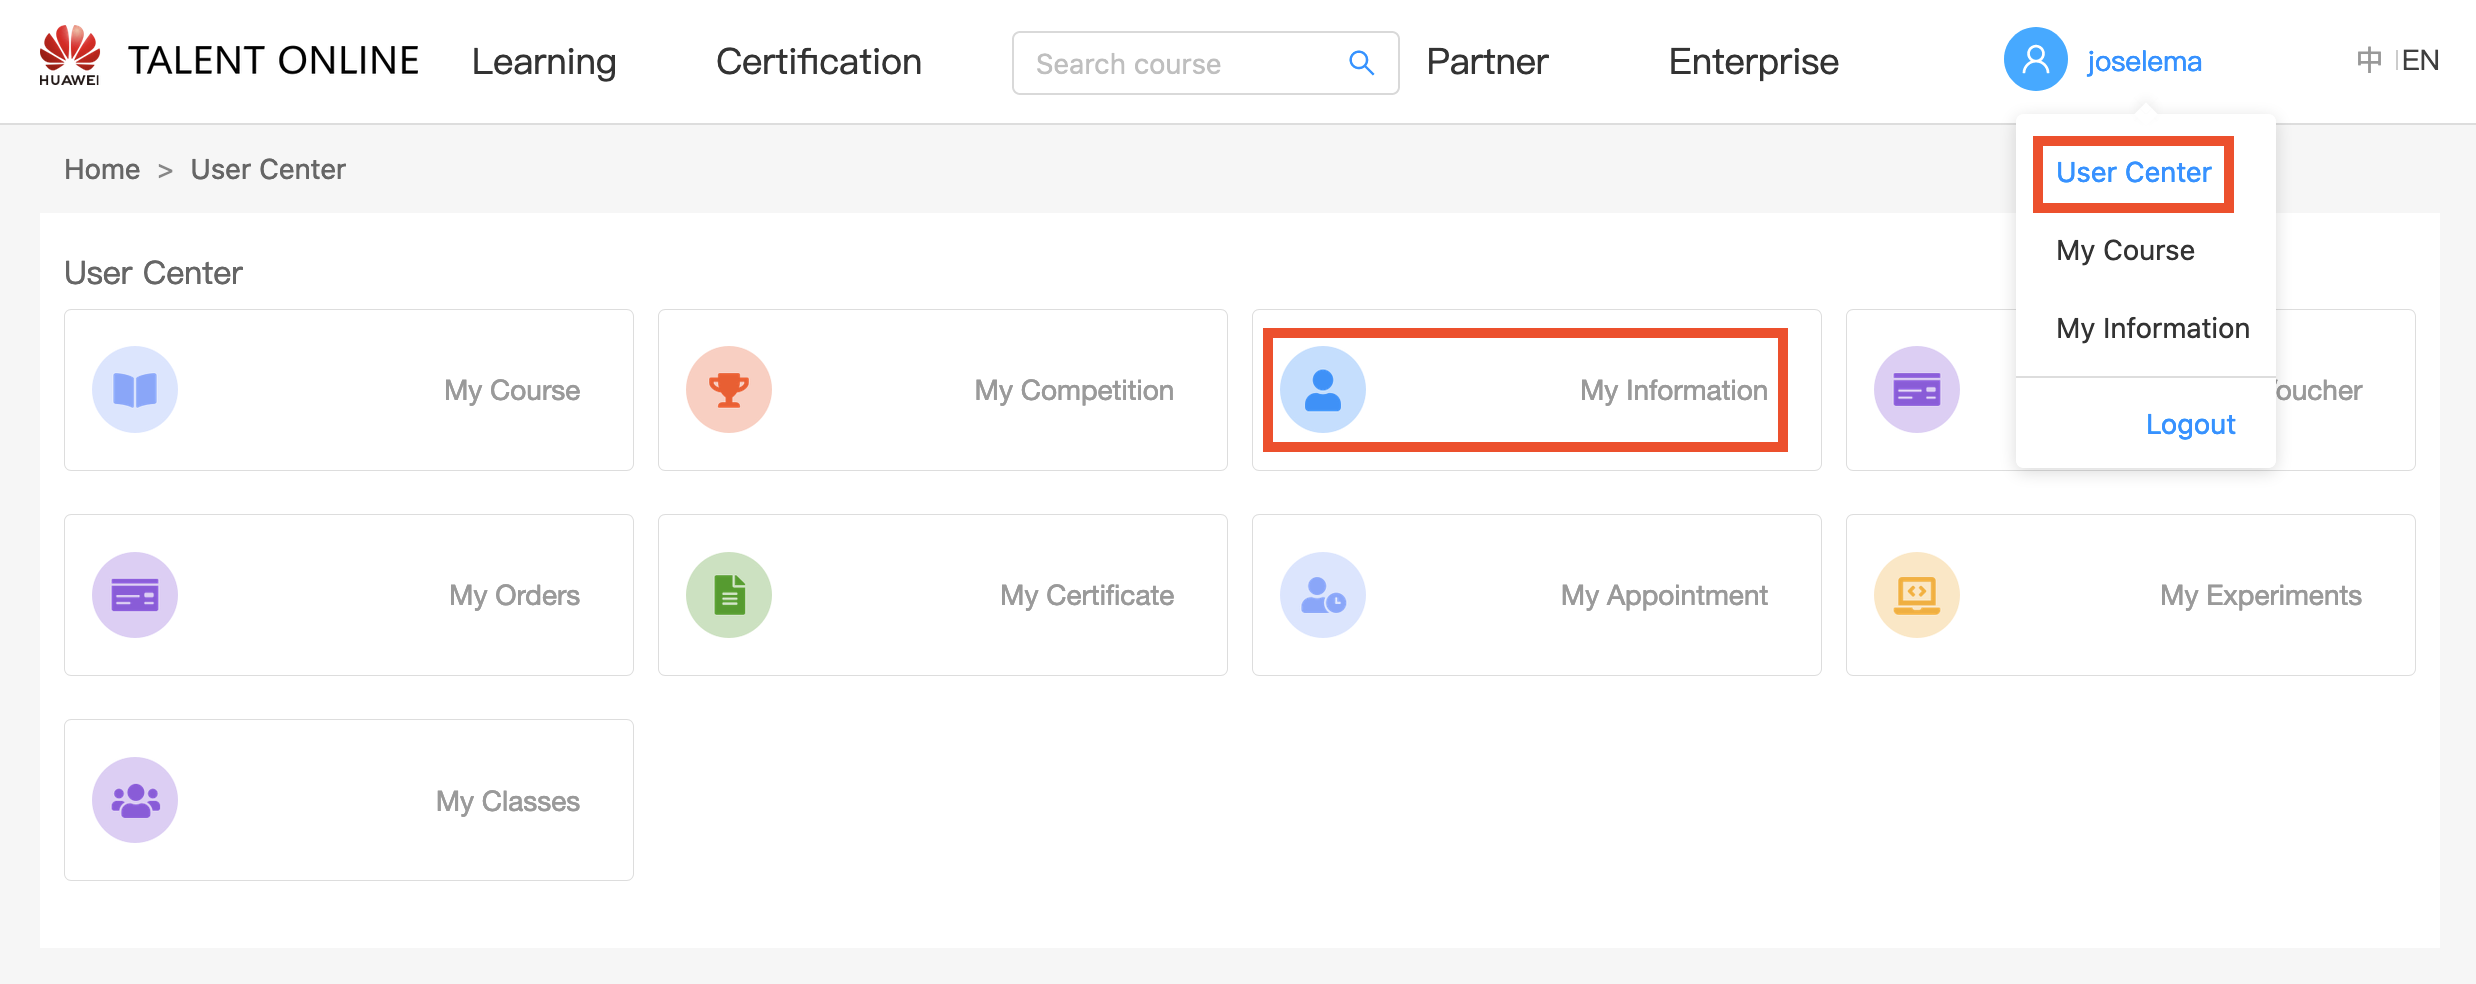 HUAWEI
TALENT ONLINE
Learning
Certification
Search course
Partner
Enterprise
joselema
中 | EN
Home > User Center
User Center
My Course
My Information
Logout
User Center
My Course
My Competition
My Information
My Orders
My Certificate
My Appointment
My Experiments
My Classes